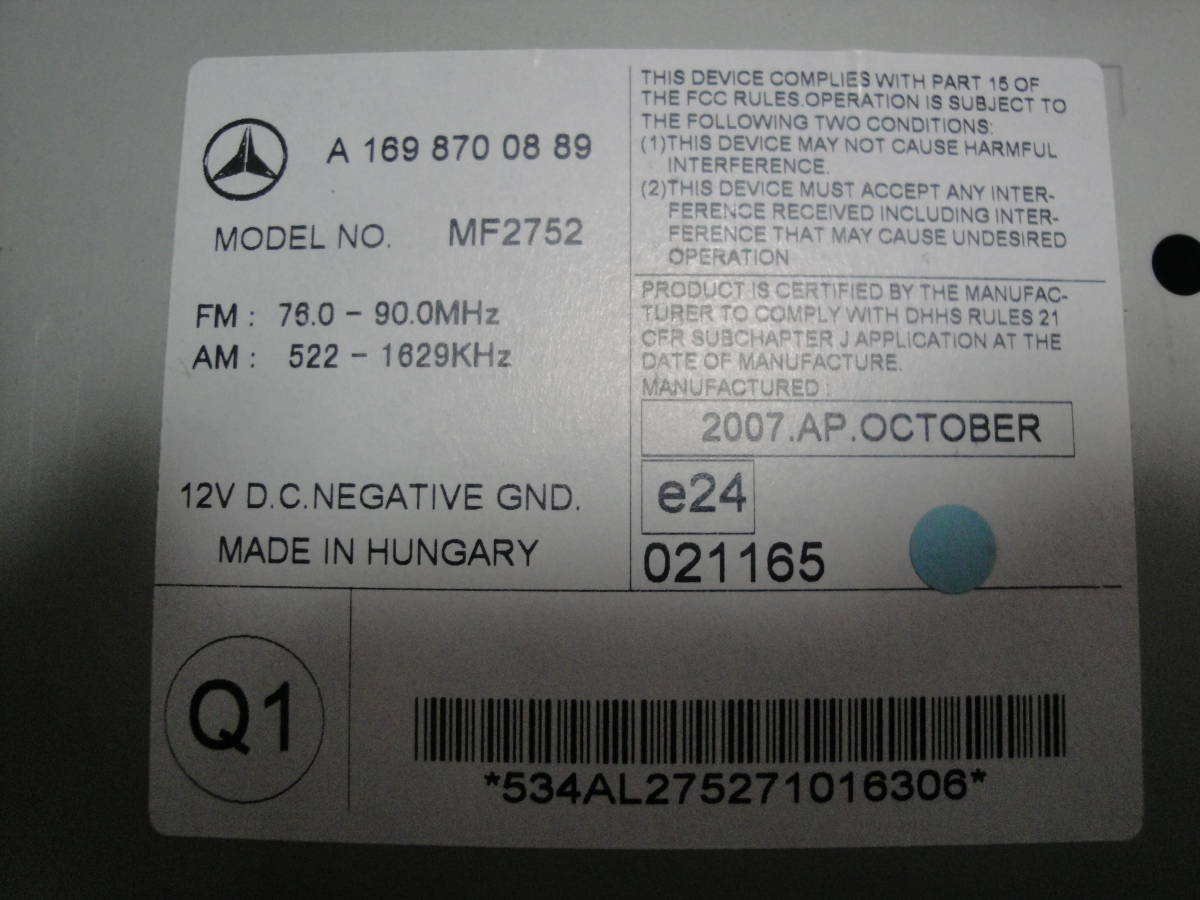 A 169 870 08 89
MODEL NO. MF2752
FM : 76.0 - 90.0MHz
AM : 522 - 1629KHz
12V D.C.NEGATIVE GND.
MADE IN HUNGARY
THIS DEVICE COMPLIES WITH PART 15 OF
THE FCC RULES.OPERATION IS SUBJECT TO
THE FOLLOWING TWO CONDITIONS:
(1)THIS DEVICE MAY NOT CAUSE HARMFUL
INTERFERENCE.
(2)THIS DEVICE MUST ACCEPT ANY INTER-
FERENCE RECEIVED INCLUDING INTER-
FERENCE THAT MAY CAUSE UNDESIRED
OPERATION
PRODUCT IS CERTIFIED BY THE MANUFAC-
TURER TO COMPLY WITH DHHS RULES 21
CFR SUBCHAPTER J APPLICATION AT THE
DATE OF MANUFACTURE.
MANUFACTURED :
2007.AP.OCTOBER
e24
021165
Q1
*534AL275271016306*